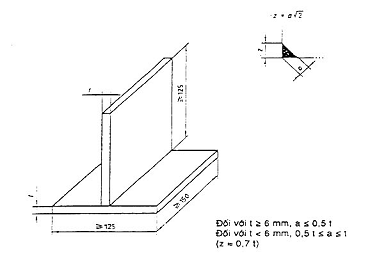 z = a√2
z
a
t
≥125
t
≥150
≥125
Đối với t ≥ 6 mm, a ≤ 0,5 t
Đối với t < 6 mm, 0,5 t ≤ a ≤ t
(z ≈ 0,7 t)